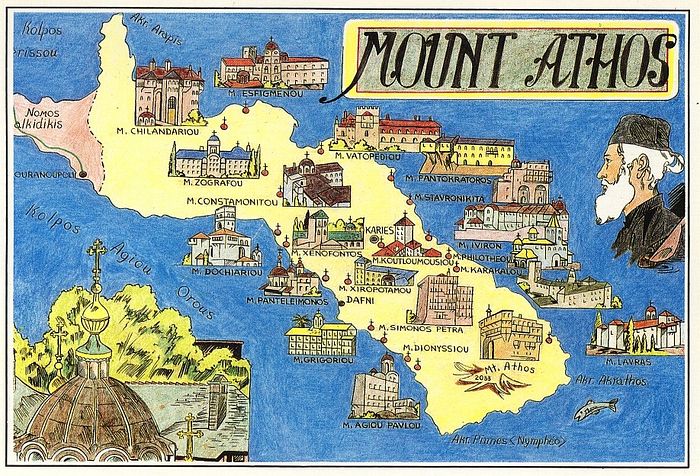 MOUNT ATHOS
Kolpos
rissou
Akr. Arapis
M. ESFIGMENOU
Nomos
alkidikis
M. CHILANDARIOU
M. VATOPEDIOU
OURANOUPOLI
M. ZOGRAFOU
M. PANTOKRATOROS
M. CONSTAMONITOU
M. STAVRONIKITA
Kolpos
Agiou
Orous
KARIES
M. XENOFONTOS
M. KOUTLOUMOUSIOU
M. IVIRON
M. PHILOTHEOU
M. DOCHIARIOU
M. KARAKALOU
M. XIROPOTAMOU
M. PANTELEIMONOS
DAFNI
M. SIMONOS PETRA
M. GRIGORIOU
M. DIONYSSIOU
M. LAVRAS
Mt. Athos
2033
Akr. Akrathos
M. AGIOU PAVLOU
Akr. Pinnes <Nympheo>